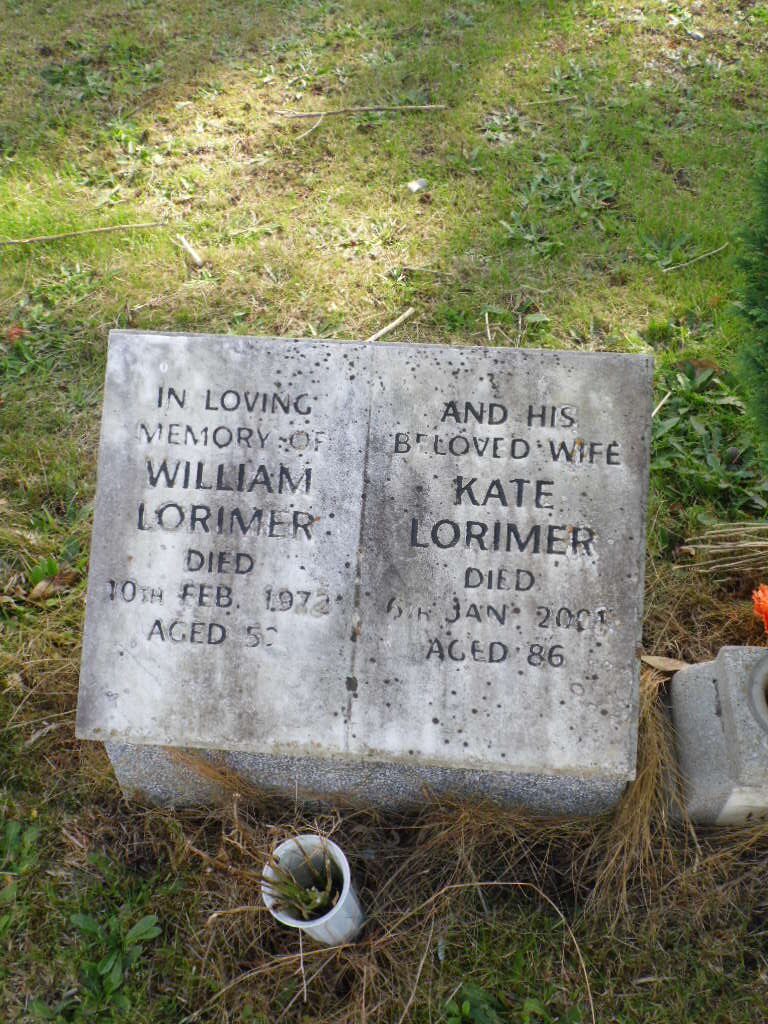 IN LOVING
MEMORY OF
WILLIAM
LORIMER
DIED
10TH FEB. 1972
AGED
AND HIS
BELOVED WIFE
KATE
LORIMER
DIED
6TH JAN
AGED 86